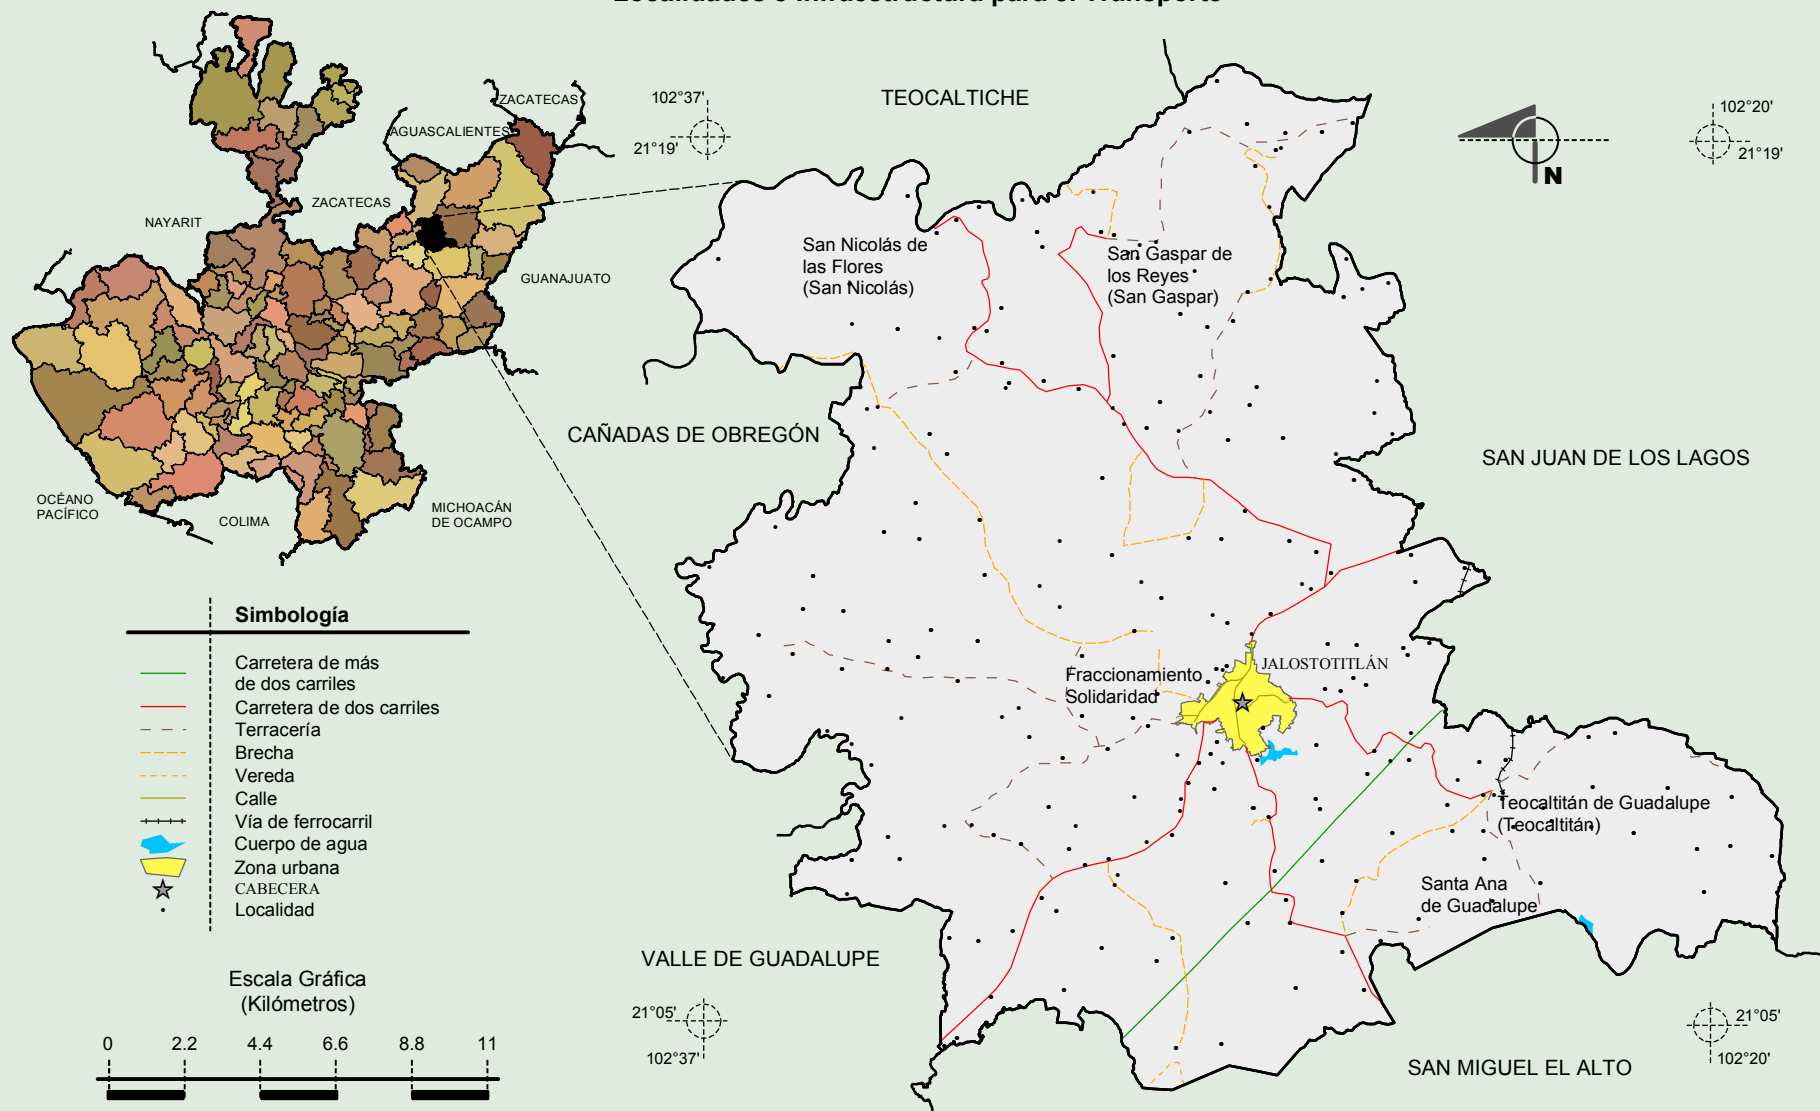 Localidades e Infraestructura para el Transporte
ZACATECAS
AGUASCALIENTES
ZACATECAS
NAYARIT
GUANAJUATO
OCÉANO
PACÍFICO
COLIMA
MICHOACÁN
DE OCAMPO
102°37'
21°19'
TEOCALTICHE
102°20'
21°19'
N
San Nicolás de
las Flores
(San Nicolás)
San Gaspar de
los Reyes
(San Gaspar)
CAÑADAS DE OBREGÓN
SAN JUAN DE LOS LAGOS
JALOSTOTITLÁN
Fraccionamiento
Solidaridad
Teocaltitán de Guadalupe
(Teocaltitán)
Santa Ana
de Guadalupe
VALLE DE GUADALUPE
SAN MIGUEL EL ALTO
21°05'
102°37'
21°05'
102°20'
Simbología
Carretera de más
de dos carriles
Carretera de dos carriles
Terracería
Brecha
Vereda
Calle
Vía de ferrocarril
Cuerpo de agua
Zona urbana
CABECERA
Localidad
Escala Gráfica
(Kilómetros)
0 2.2 4.4 6.6 8.8 11